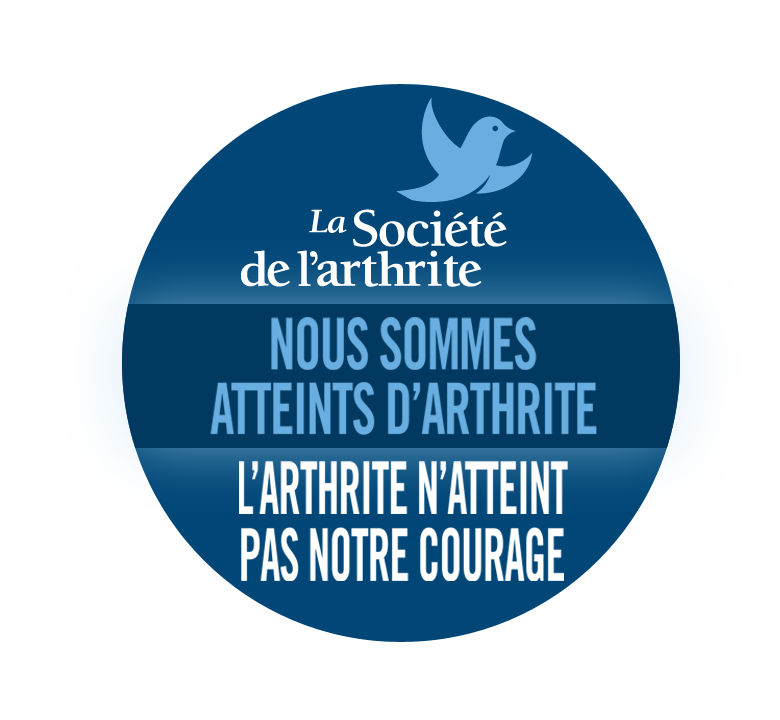 La Société
de l'arthrite
NOUS SOMMES
ATTEINTS D'ARTHRITE
L'ARTHRITE N'ATTEINT
PAS NOTRE COURAGE